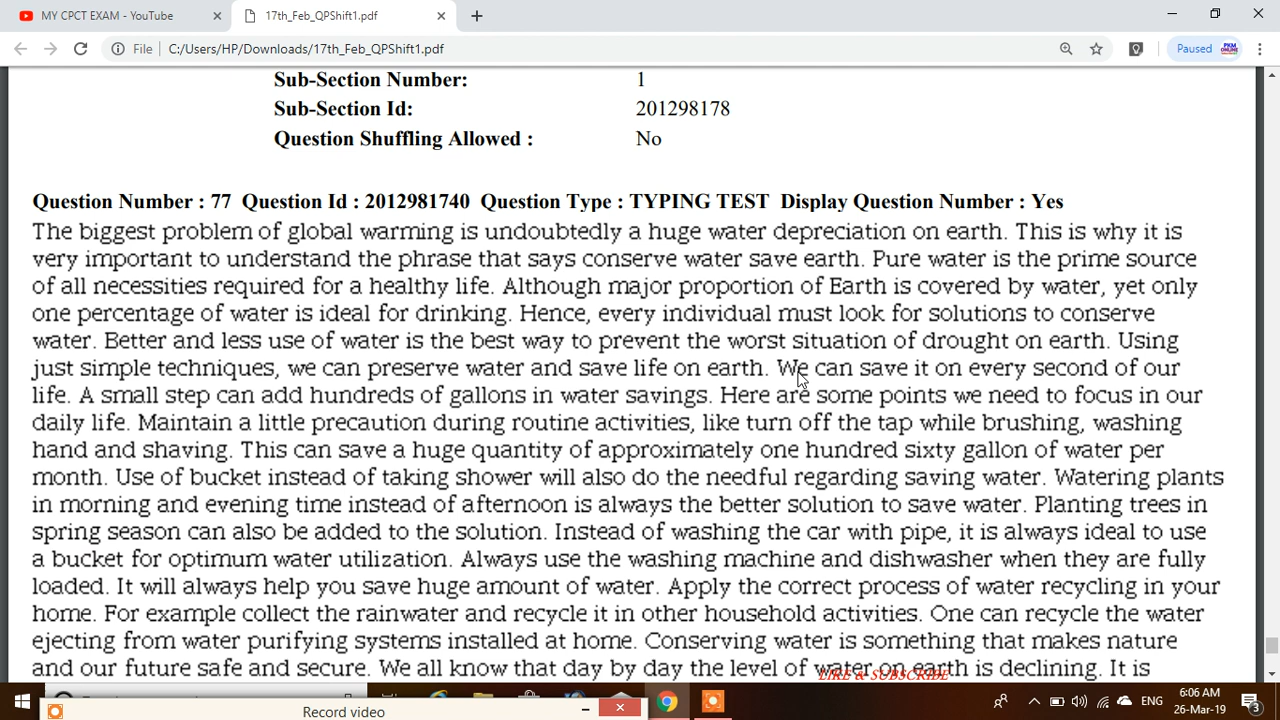 MY CPCT EXAM - YouTube
17th_Feb_QPShift1.pdf
File C:/Users/HP/Downloads/17th_Feb_QPShift1.pdf
Paused
PKM
ONLINE
Sub-Section Number: 1
Sub-Section Id: 201298178
Question Shuffling Allowed : No
Question Number : 77 Question Id : 2012981740 Question Type : TYPING TEST Display Question Number : Yes
The biggest problem of global warming is undoubtedly a huge water depreciation on earth. This is why it is
very important to understand the phrase that says conserve water save earth. Pure water is the prime source
of all necessities required for a healthy life. Although major proportion of Earth is covered by water, yet only
one percentage of water is ideal for drinking. Hence, every individual must look for solutions to conserve
water. Better and less use of water is the best way to prevent the worst situation of drought on earth. Using
just simple techniques, we can preserve water and save life on earth. We can save it on every second of our
life. A small step can add hundreds of gallons in water savings. Here are some points we need to focus in our
daily life. Maintain a little precaution during routine activities, like turn off the tap while brushing, washing
hand and shaving. This can save a huge quantity of approximately one hundred sixty gallon of water per
month. Use of bucket instead of taking shower will also do the needful regarding saving water. Watering plants
in morning and evening time instead of afternoon is always the better solution to save water. Planting trees in
spring season can also be added to the solution. Instead of washing the car with pipe, it is always ideal to use
a bucket for optimum water utilization. Always use the washing machine and dishwasher when they are fully
loaded. It will always help you save huge amount of water. Apply the correct process of water recycling in your
home. For example collect the rainwater and recycle it in other household activities. One can recycle the water
ejecting from water purifying systems installed at home. Conserving water is something that makes nature
and our future safe and secure. We all know that day by day the level of water on earth is declining. It is
LIKE & SUBSCRIBE
ENG
6:06 AM
26-Mar-19
3
Record video